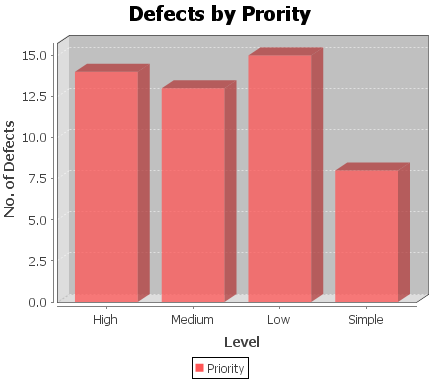 Defects by Prority
No. of Defects
15.0
12.5
10.0
7.5
5.0
2.5
0.0
High Medium Low Simple
Level
Priority